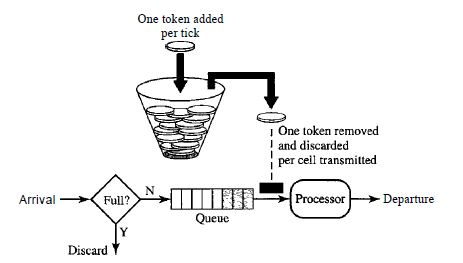 One token added
per tick
One token removed
and discarded
per cell transmitted
Arrival
Full?
N
Queue
Processor
Departure
Y
Discard